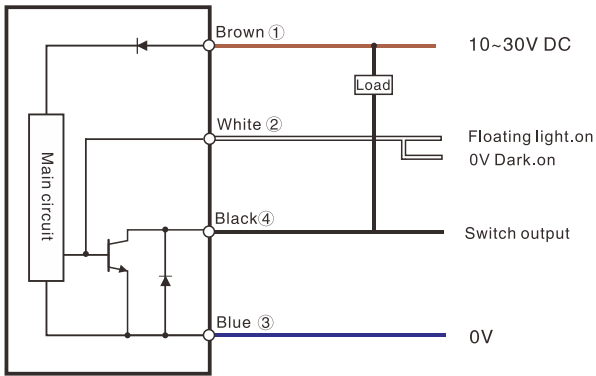 Brown ①
10~30V DC
Load
White ②
Floating light.on
0V Dark.on
Main circuit
Black④
Switch output
Blue ③
0V